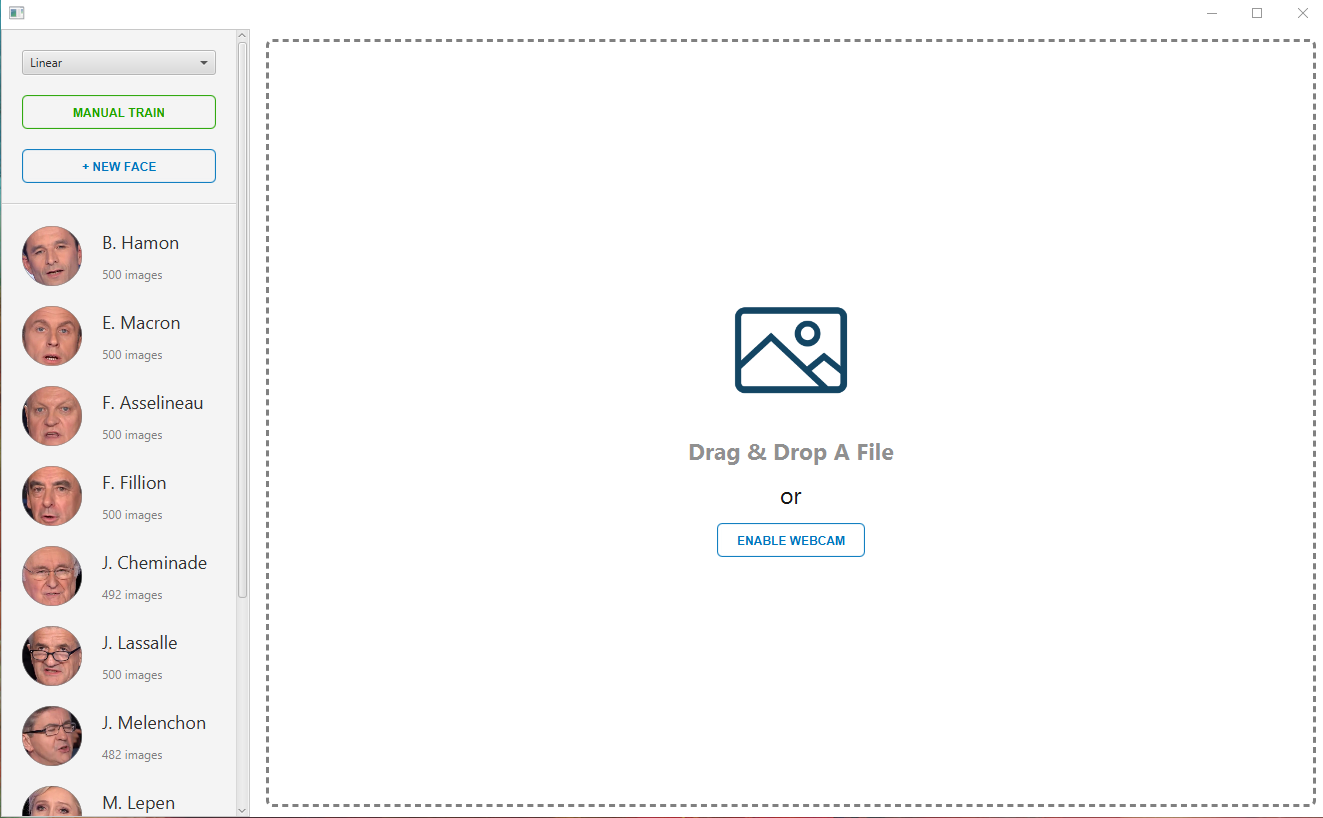 Linear
MANUAL TRAIN
+ NEW FACE
B. Hamon
500 images
E. Macron
500 images
F. Asselineau
500 images
F. Fillion
500 images
J. Cheminade
492 images
J. Lassalle
500 images
J. Melenchon
482 images
M. Lepen
Drag & Drop A File
or
ENABLE WEBCAM